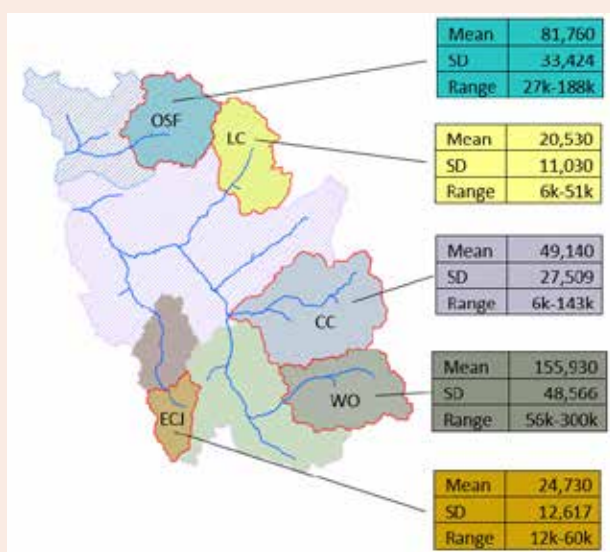 OSF
LC
CC
WO
ECJ
Mean 81,760
SD 33,424
Range 27k-188k
Mean 20,530
SD 11,030
Range 6k-51k
Mean 49,140
SD 27,509
Range 6k-143k
Mean 155,930
SD 48,566
Range 56k-300k
Mean 24,730
SD 12,617
Range 12k-60k